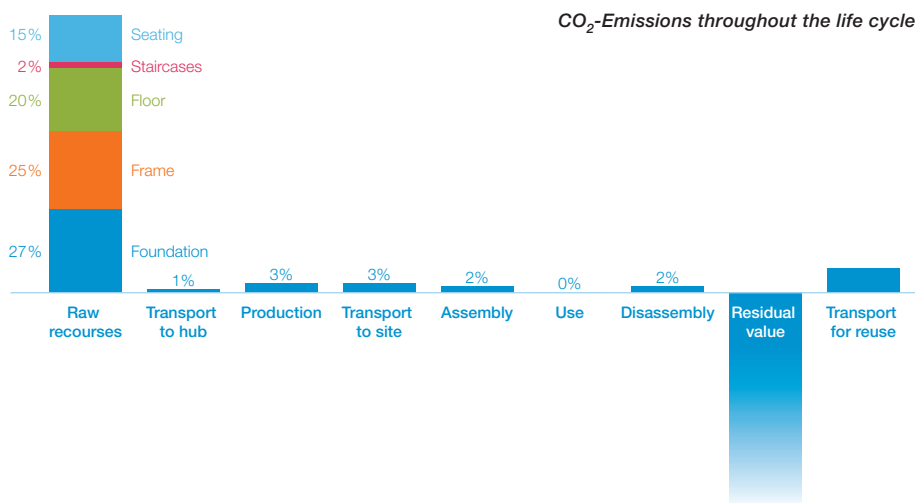 CO₂-Emissions throughout the life cycle
15% Seating
2% Staircases
20% Floor
25% Frame
27% Foundation
1%
3%
3%
2%
0%
2%
Raw
recourses
Transport
to hub
Production
Transport
to site
Assembly
Use
Disassembly
Residual
value
Transport
for reuse